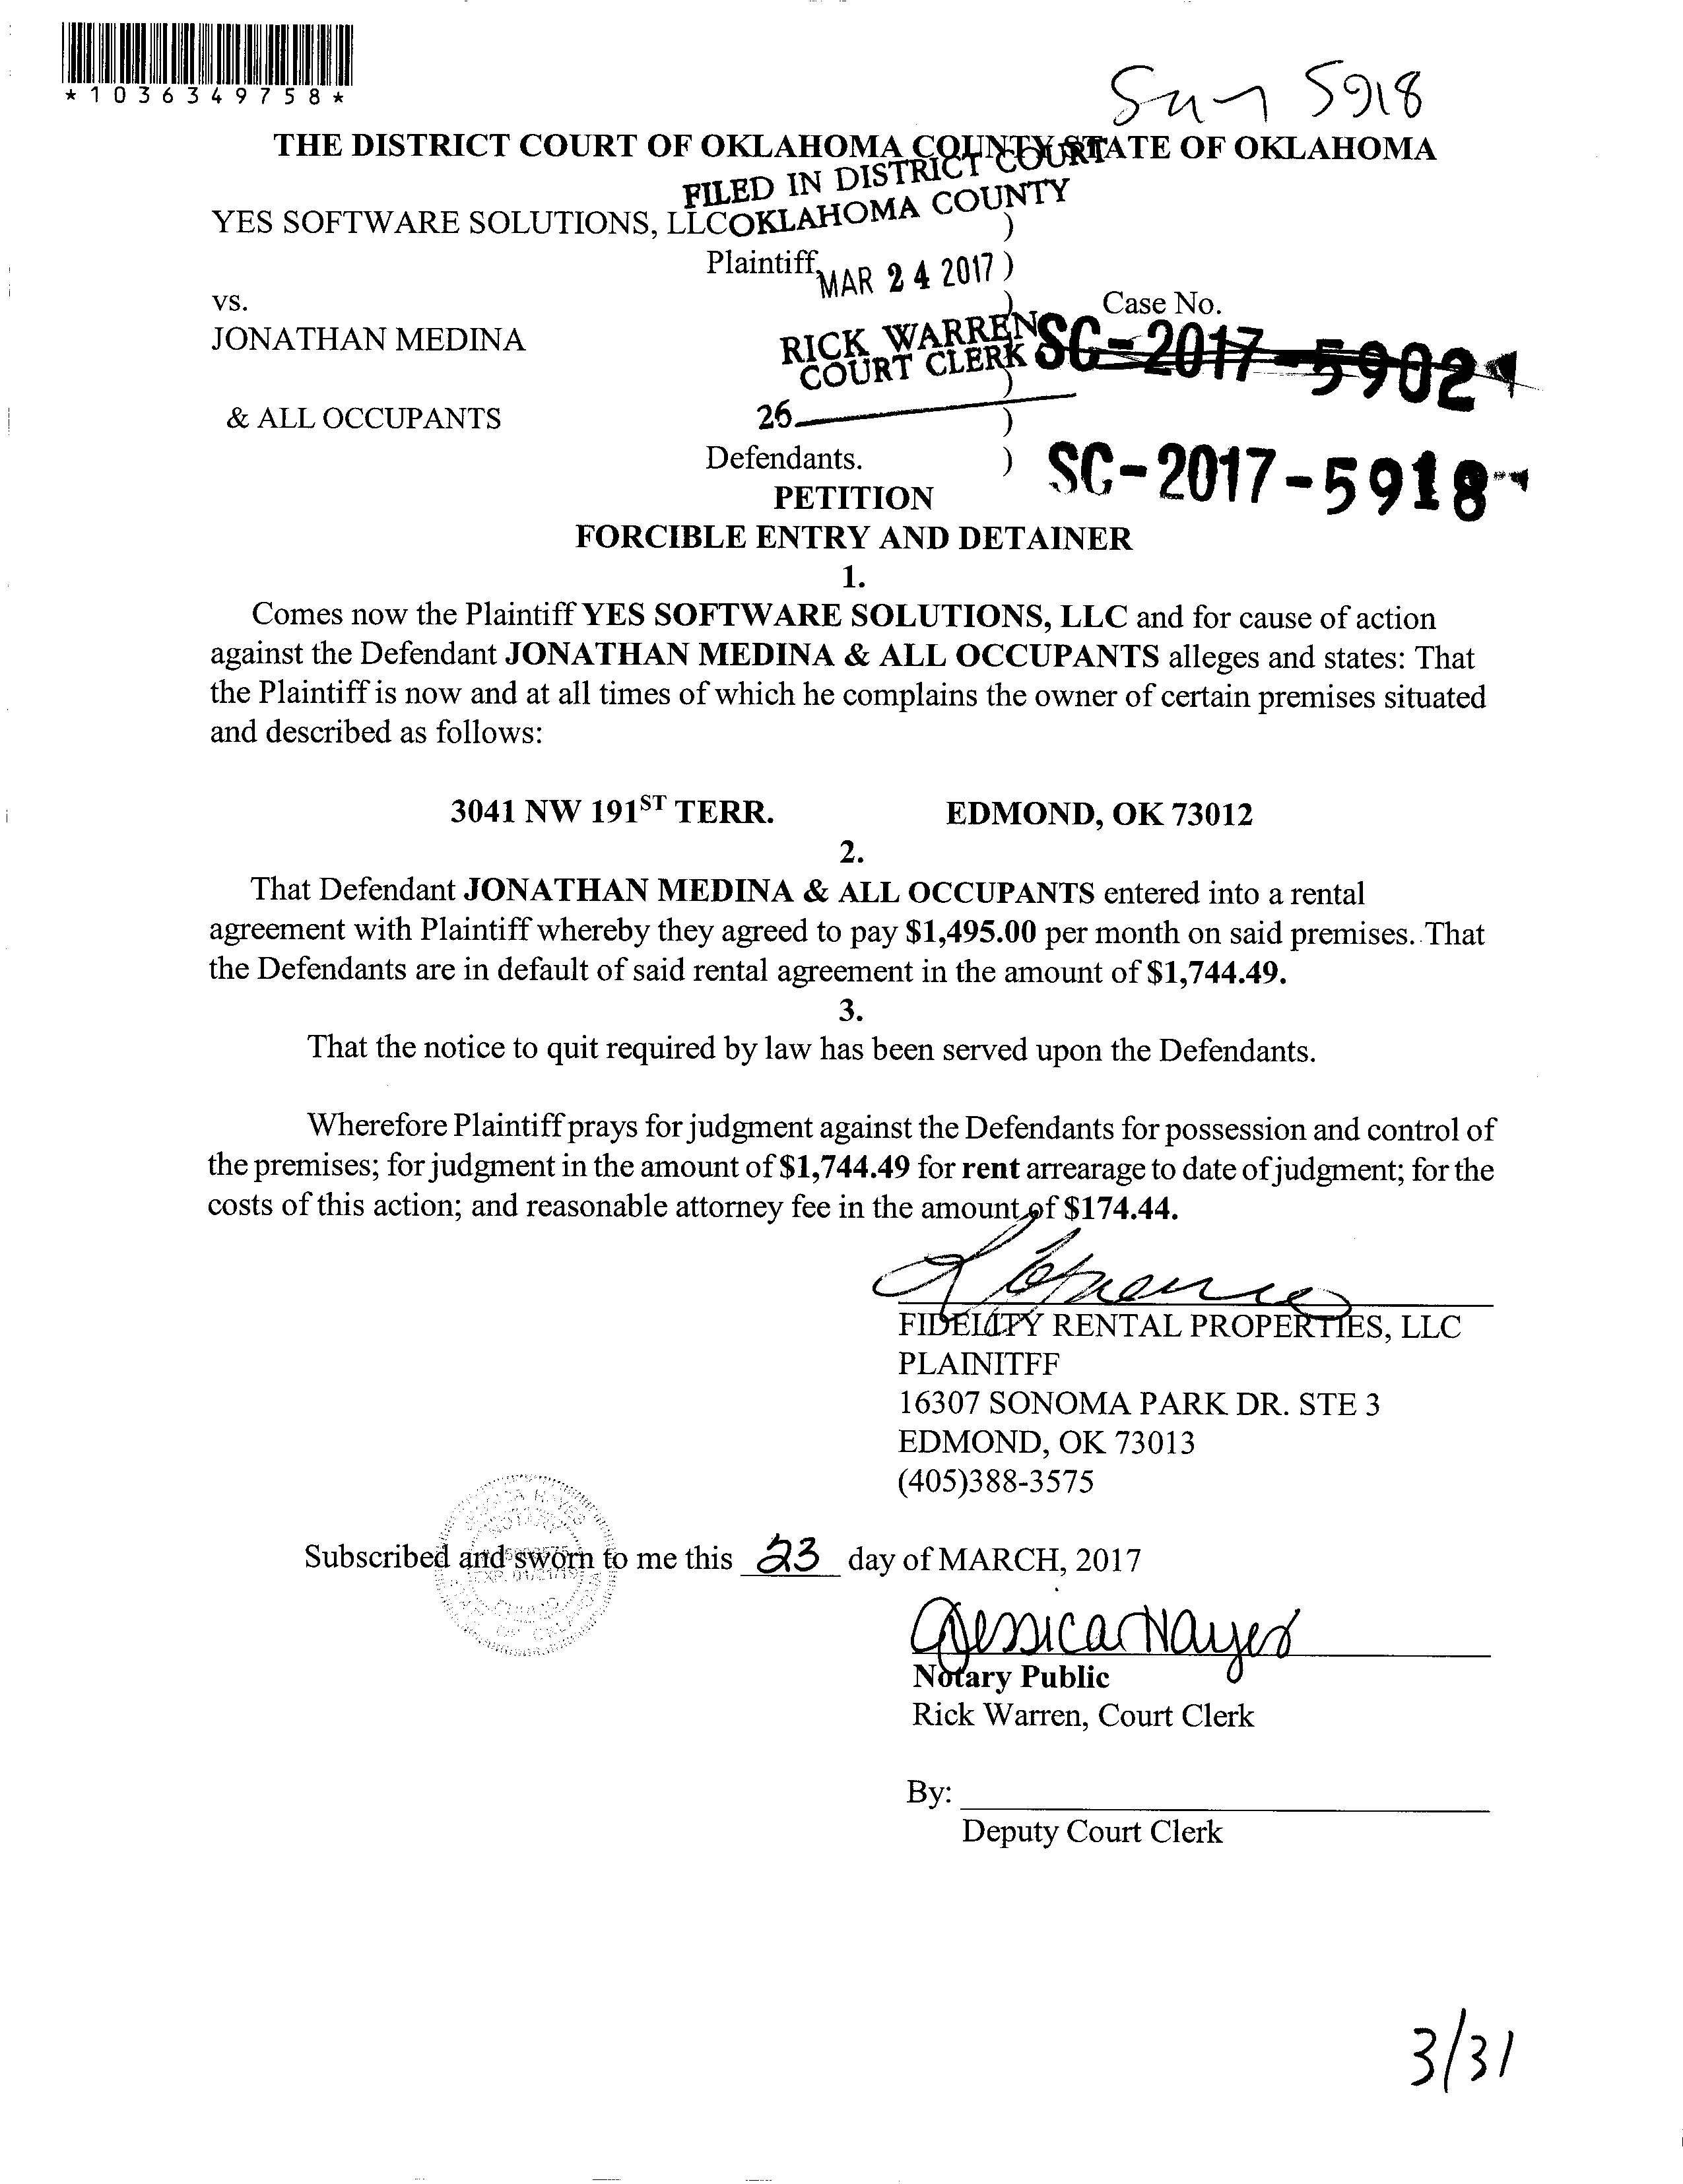 *1036349758*
5918
THE DISTRICT COURT OF OKLAHOMA COUNTY STATE OF OKLAHOMA
FILED IN DISTRICT COURT
OKLAHOMA COUNTY
YES SOFTWARE SOLUTIONS, LLC )
Plaintiff, )
MAR 24 2017
vs. )
Case No.
JONATHAN MEDINA
RICK WARREN
COURT CLERK
SC-2017-5902
)
& ALL OCCUPANTS )
26
Defendants. )
SC-2017-5918
PETITION
FORCIBLE ENTRY AND DETAINER
1.
Comes now the Plaintiff YES SOFTWARE SOLUTIONS, LLC and for cause of action
against the Defendant JONATHAN MEDINA & ALL OCCUPANTS alleges and states: That
the Plaintiff is now and at all times of which he complains the owner of certain premises situated
and described as follows:
3041 NW 191ST TERR. EDMOND, OK 73012
2.
That Defendant JONATHAN MEDINA & ALL OCCUPANTS entered into a rental
agreement with Plaintiff whereby they agreed to pay $1,495.00 per month on said premises. That
the Defendants are in default of said rental agreement in the amount of $1,744.49.
3.
That the notice to quit required by law has been served upon the Defendants.
Wherefore Plaintiff prays for judgment against the Defendants for possession and control of
the premises; for judgment in the amount of $1,744.49 for rent arrearage to date of judgment; for the
costs of this action; and reasonable attorney fee in the amount of $174.44.
FIDELITY RENTAL PROPERTIES, LLC
PLAINITFF
16307 SONOMA PARK DR. STE 3
EDMOND, OK 73013
(405)388-3575
Subscribed and sworn to me this 23 day of MARCH, 2017
Jessica Hayes
Notary Public
Rick Warren, Court Clerk
By:
Deputy Court Clerk
3/31